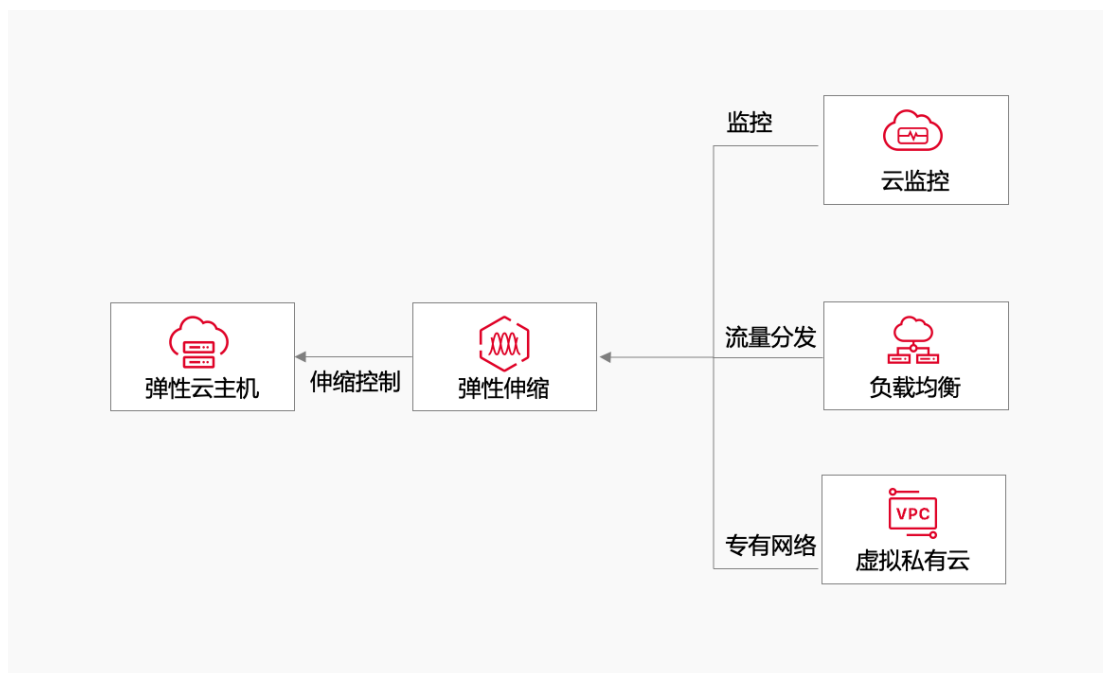 监控
云监控
弹性云主机
伸缩控制
弹性伸缩
流量分发
负载均衡
专有网络
VPC
虚拟私有云